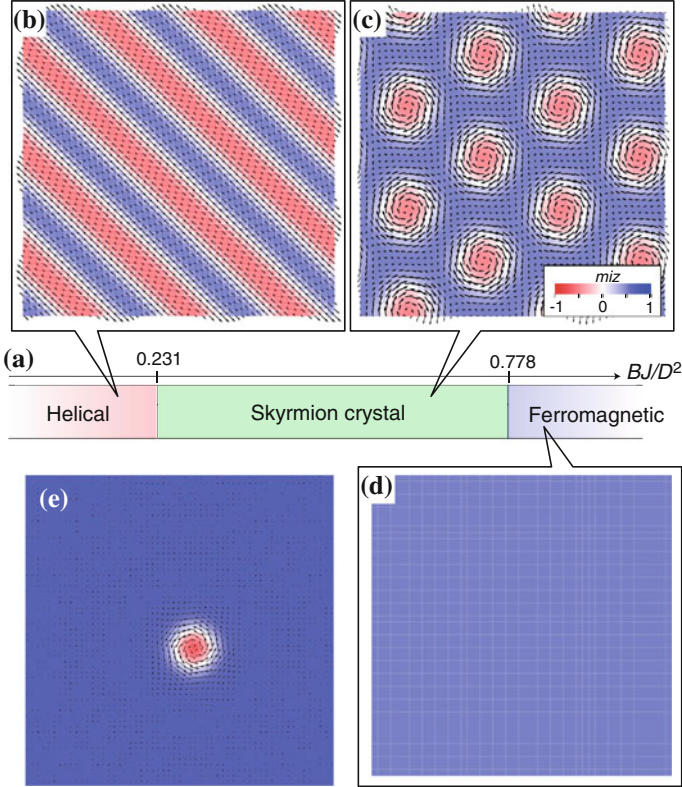 (b)
(c)
miz
-1 0 1
(a)
0.231
0.778
BJ/D²
Helical
Skyrmion crystal
Ferromagnetic
(e)
(d)